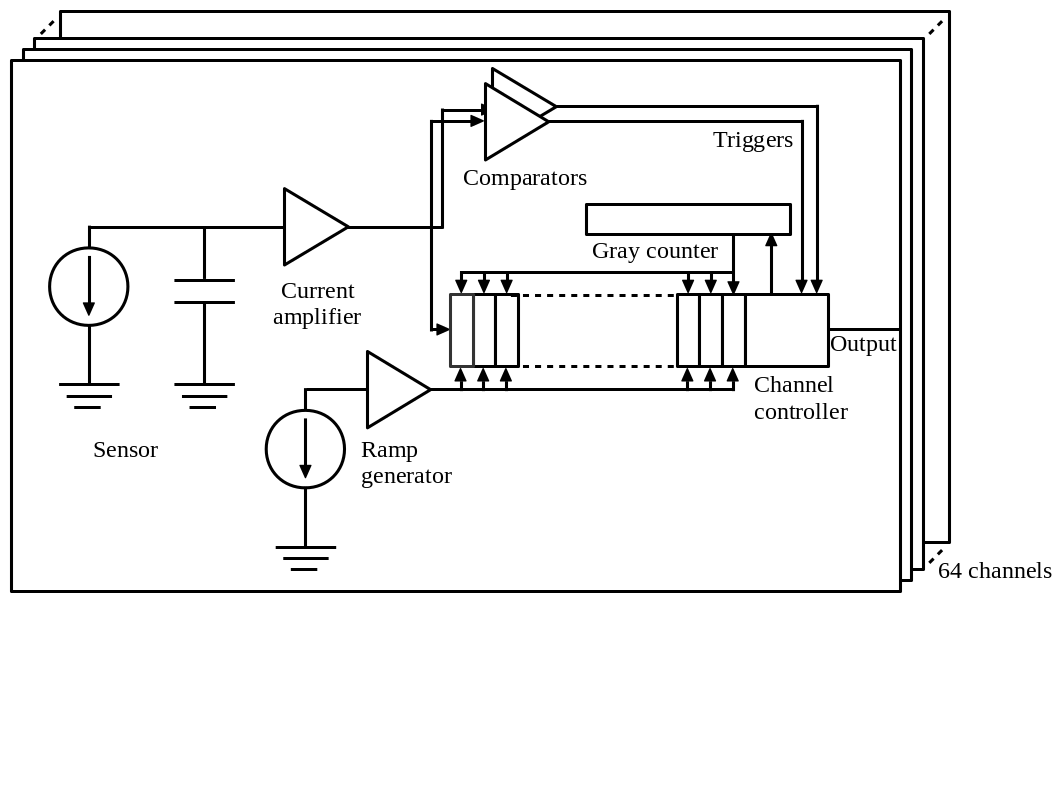 Triggers
Comparators
Gray counter
Current
amplifier
Output
Channel
controller
Sensor
Ramp
generator
64 channels